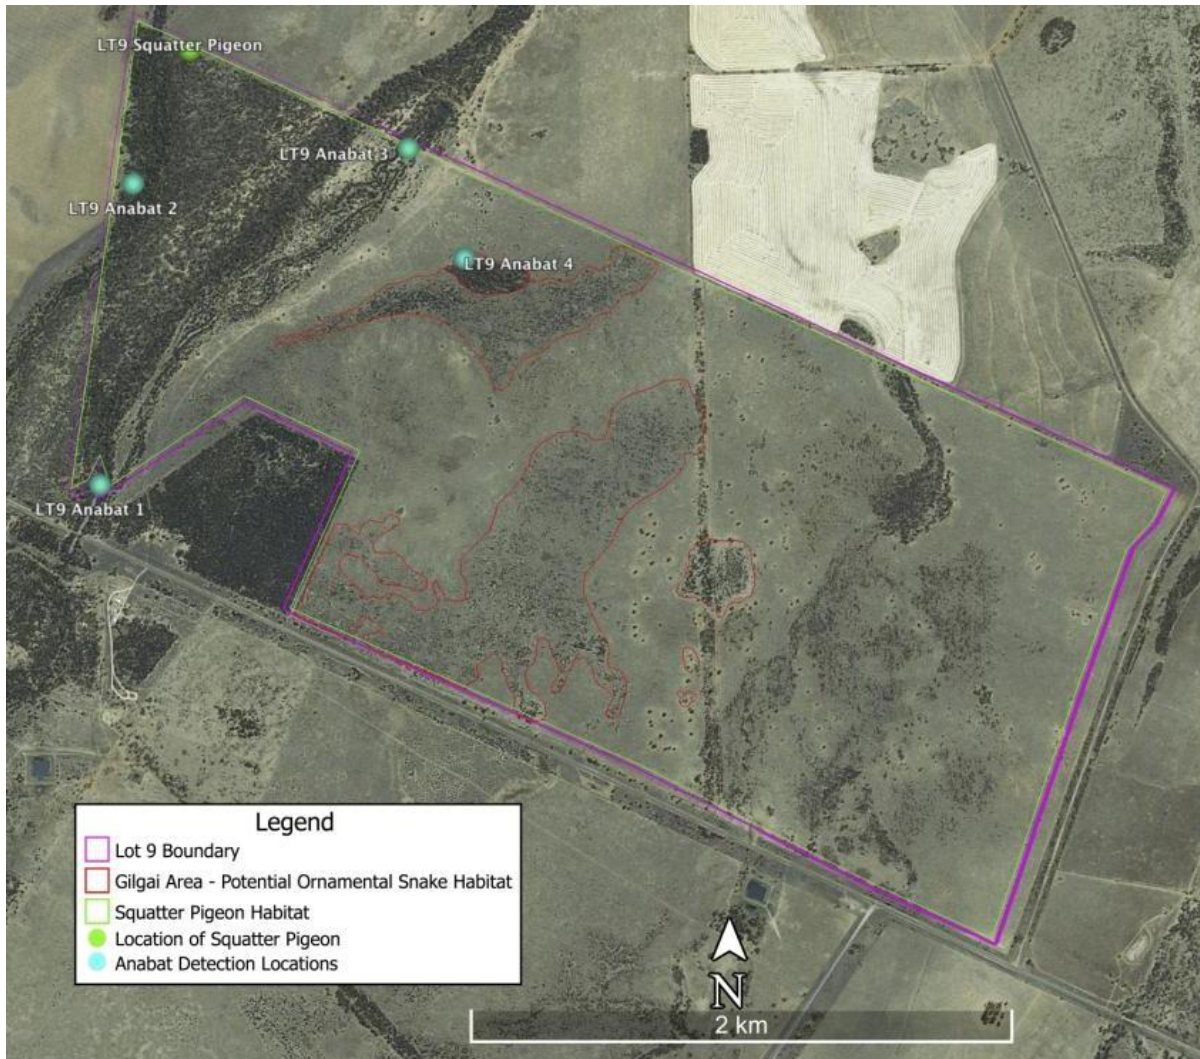 LT9 Squatter Pigeon
LT9 Anabat 3
LT9 Anabat 2
LT9 Anabat 4
LT9 Anabat 1
Legend
Lot 9 Boundary
Gilgai Area - Potential Ornamental Snake Habitat
Squatter Pigeon Habitat
Location of Squatter Pigeon
Anabat Detection Locations
N
2 km